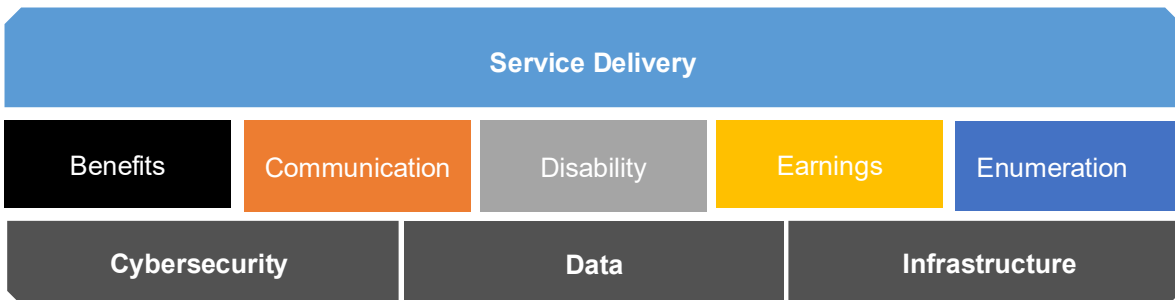 Service Delivery
Benefits
Communication
Disability
Earnings
Enumeration
Cybersecurity
Data
Infrastructure